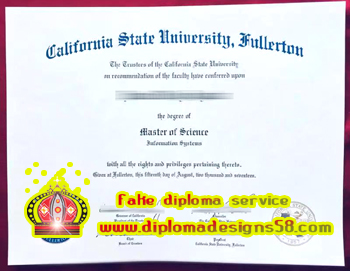 California State University, Fullerton
The Trustees of the California State University
on recommendation of the faculty have conferred upon
the degree of
Master of Science
Information Systems
with all the rights and privileges pertaining thereto.
Given at Fullerton, this fifteenth day of August, two thousand and seventeen.
Fake diploma service
www.diplomadesigns58.com